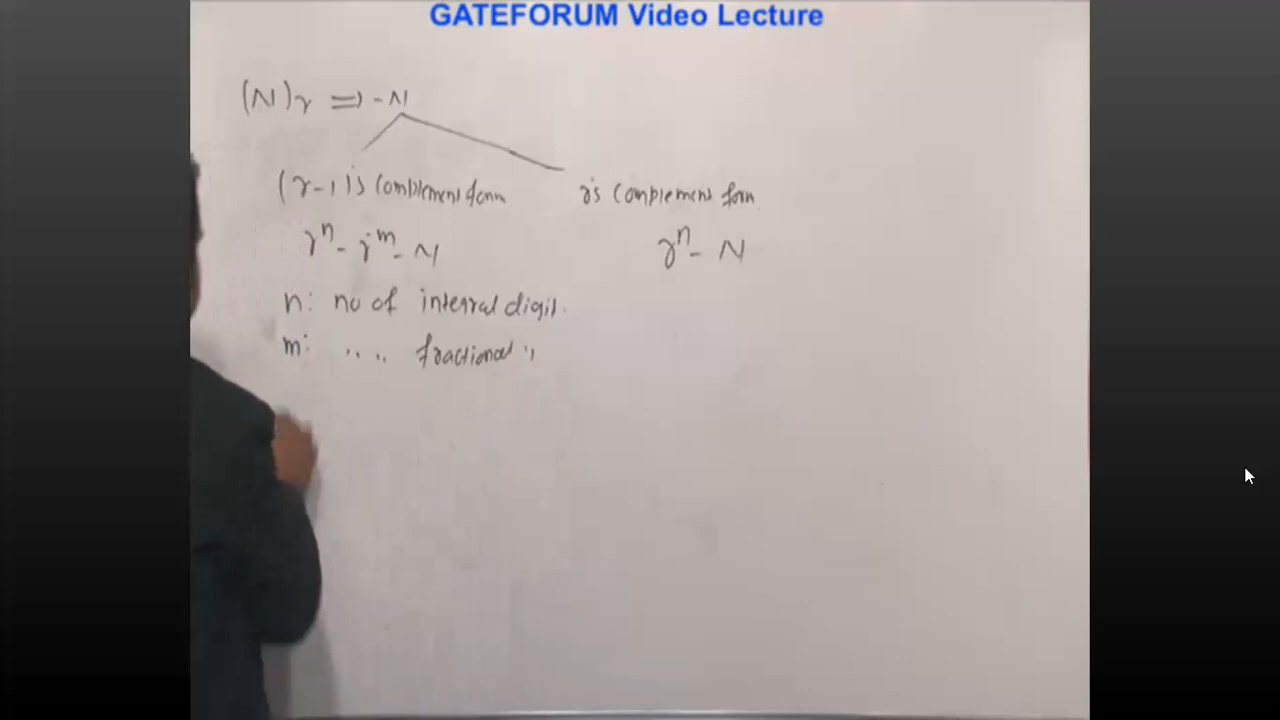 GATEFORUM Video Lecture
(N)r ⇒ -N
(r-1)'s complement form
r's complement form
r^n - r^m - N
r^n - N
n: no of integral digit.
m: ,, ,, fractional ,,